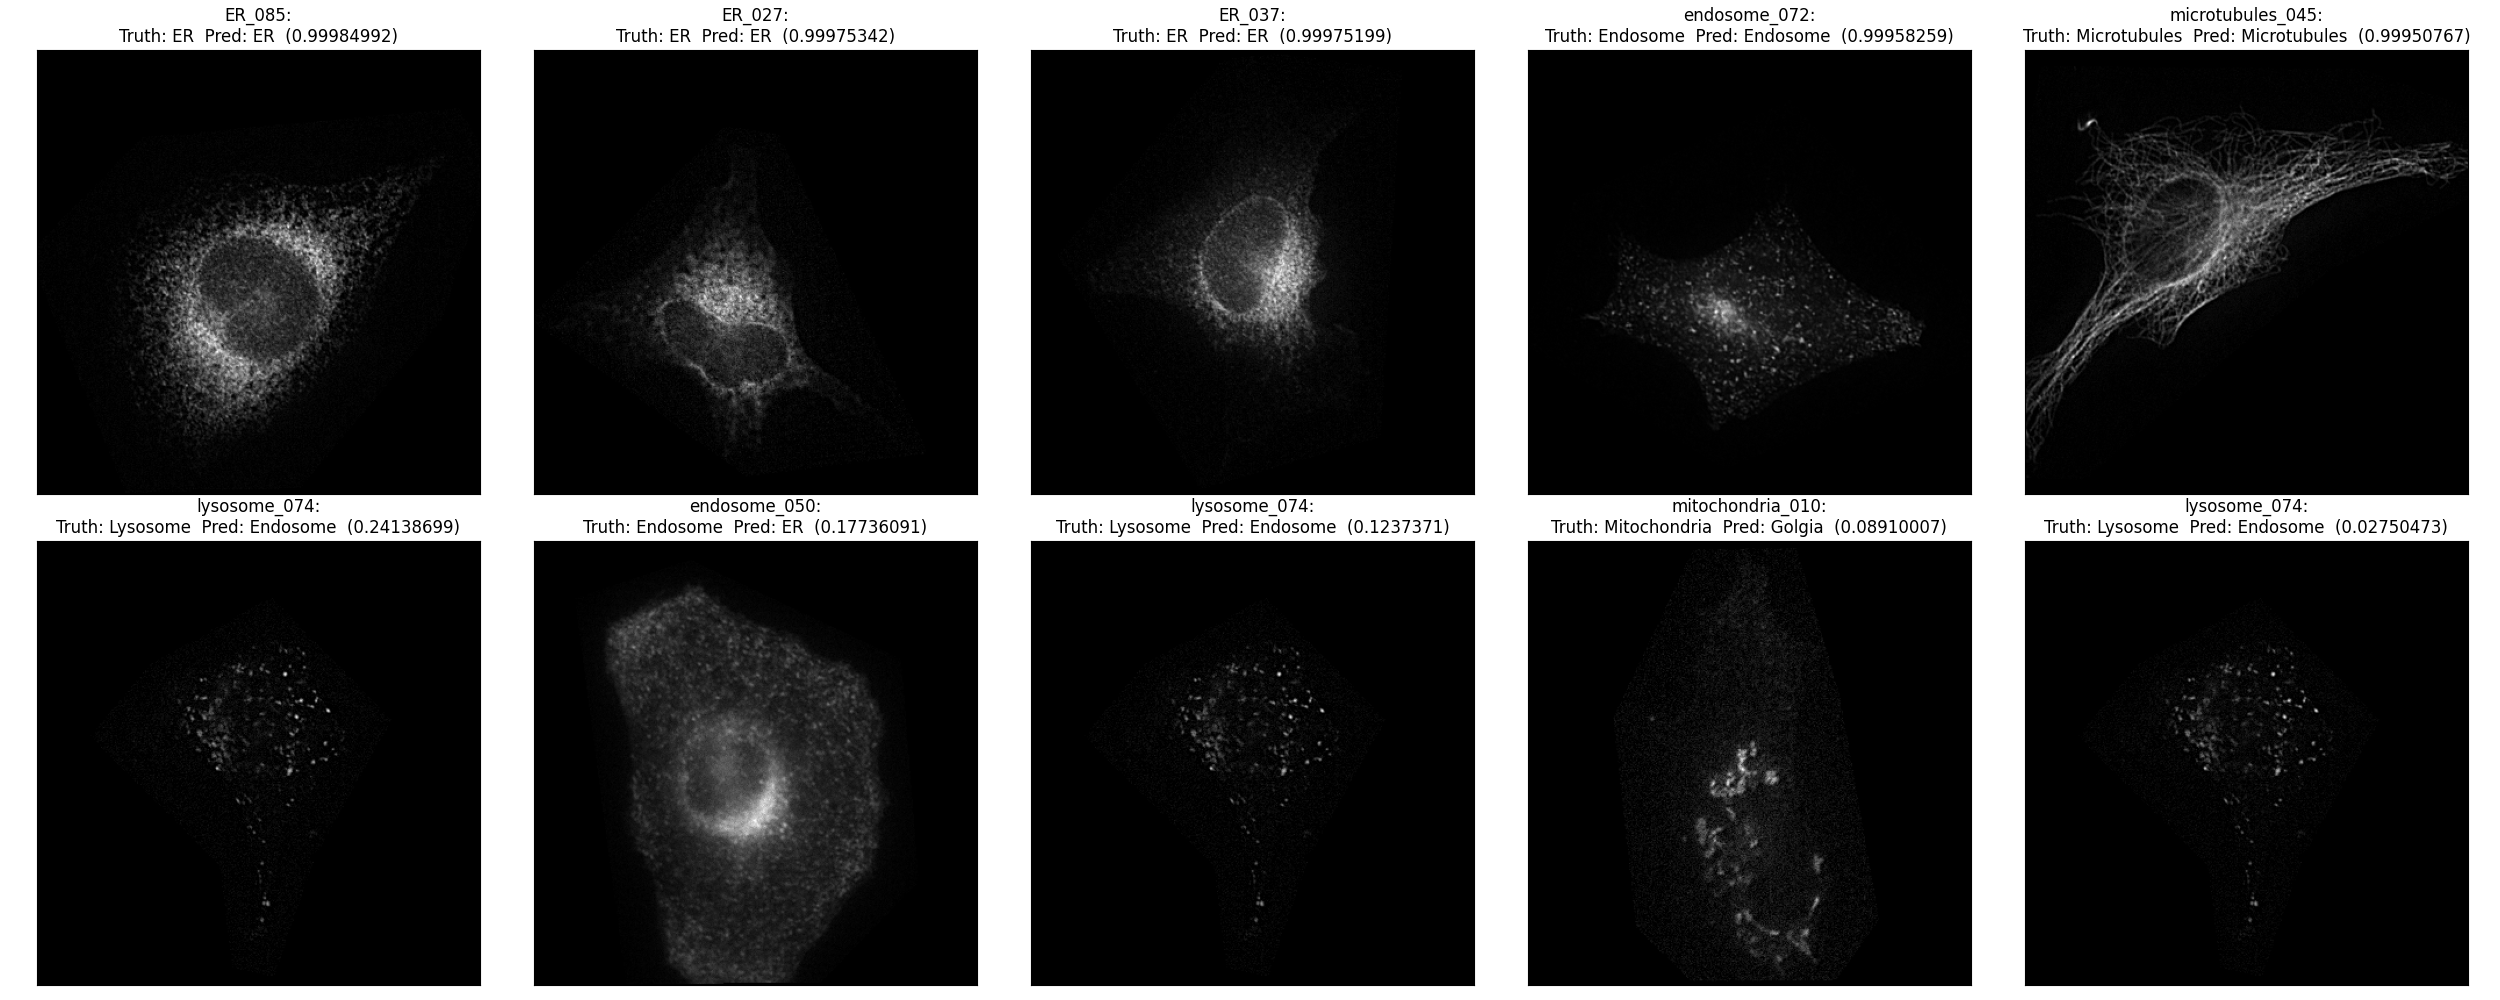 ER_085:
Truth: ER  Pred: ER  (0.99984992)
ER_027:
Truth: ER  Pred: ER  (0.99975342)
ER_037:
Truth: ER  Pred: ER  (0.99975199)
endosome_072:
Truth: Endosome  Pred: Endosome  (0.99958259)
microtubules_045:
Truth: Microtubules  Pred: Microtubules  (0.99950767)
lysosome_074:
Truth: Lysosome  Pred: Endosome  (0.24138699)
endosome_050:
Truth: Endosome  Pred: ER  (0.17736091)
lysosome_074:
Truth: Lysosome  Pred: Endosome  (0.1237371)
mitochondria_010:
Truth: Mitochondria  Pred: Golgia  (0.08910007)
lysosome_074:
Truth: Lysosome  Pred: Endosome  (0.02750473)